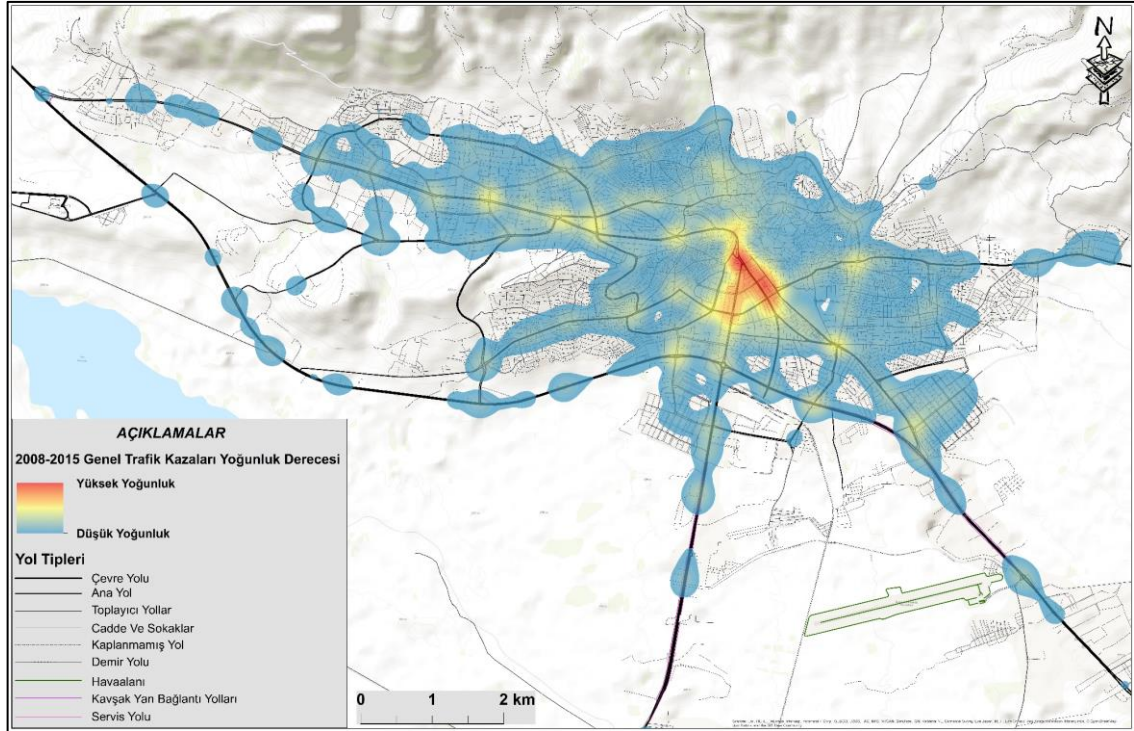 N
AÇIKLAMALAR
2008-2015 Genel Trafik Kazaları Yoğunluk Derecesi
Yüksek Yoğunluk
Düşük Yoğunluk
Yol Tipleri
Çevre Yolu
Ana Yol
Toplayıcı Yollar
Cadde Ve Sokaklar
Kaplanmamış Yol
Demir Yolu
Havaalanı
Kavşak Yan Bağlantı Yolları
Servis Yolu
0 1 2 km